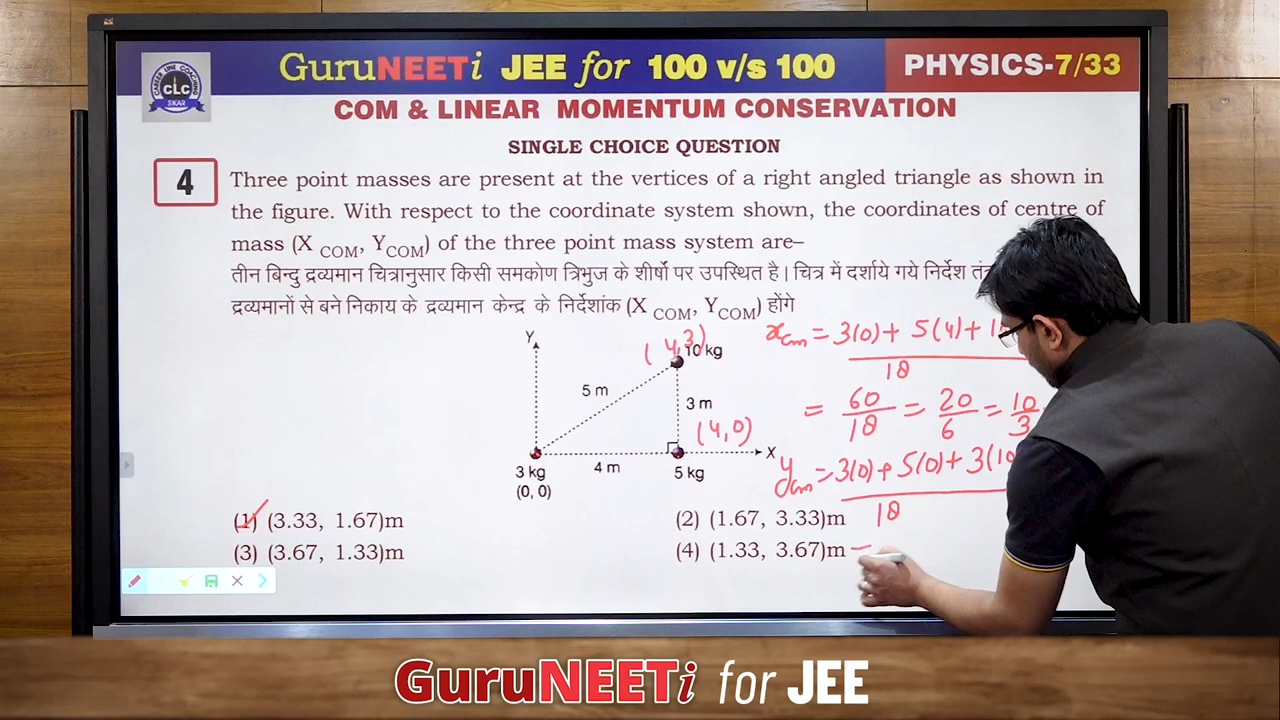 GuruNEETi JEE for 100 v/s 100
PHYSICS-7/33
CAREER LINE COACHING
CLC
SIKAR
COM & LINEAR MOMENTUM CONSERVATION
SINGLE CHOICE QUESTION
4
Three point masses are present at the vertices of a right angled triangle as shown in
the figure. With respect to the coordinate system shown, the coordinates of centre of
mass (X COM, YCOM) of the three point mass system are–
तीन बिन्दु द्रव्यमान चित्रानुसार किसी समकोण त्रिभुज के शीर्षों पर उपस्थित है। चित्र में दर्शाये गये निर्देश
द्रव्यमानों से बने निकाय के द्रव्यमान केन्द्र के निर्देशांक (X COM, YCOM) होंगे
Y
(4,3)
10 kg
5 m
3 m
(4,0)
X
3 kg
4 m
5 kg
(0, 0)
xcm = 3(0) + 5(4) +
18
= 60/18 = 20/6 = 10/3
ycm = 3(0) + 5(0) + 3(10
18
(1) (3.33, 1.67)m
(2) (1.67, 3.33)m
(3) (3.67, 1.33)m
(4) (1.33, 3.67)m
GuruNEETi for JEE